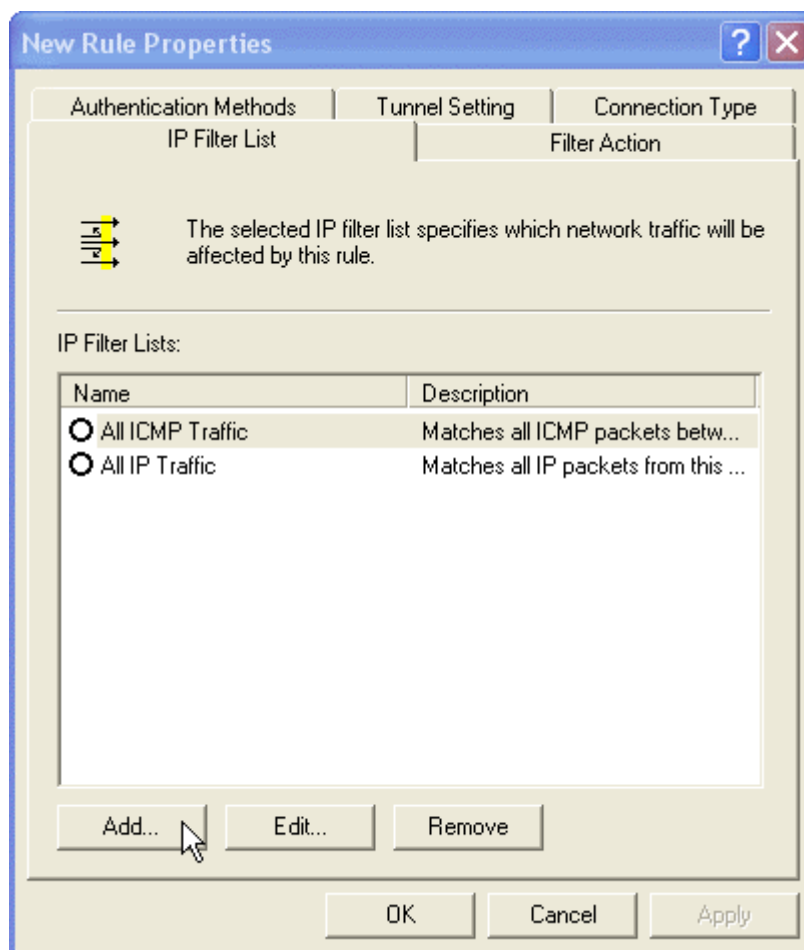 New Rule Properties
Authentication Methods
Tunnel Setting
Connection Type
IP Filter List
Filter Action
The selected IP filter list specifies which network traffic will be
affected by this rule.
IP Filter Lists:
Name
Description
All ICMP Traffic
Matches all ICMP packets betw...
All IP Traffic
Matches all IP packets from this ...
Add...
Edit...
Remove
OK
Cancel
Apply